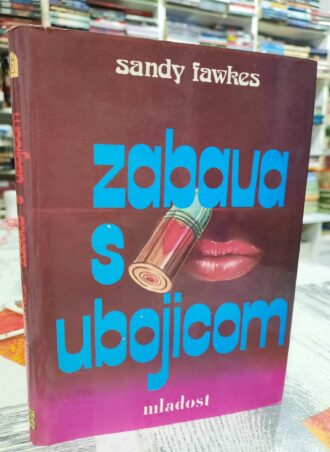 sandy fawkes
zabava
s
ubojicom
mladost